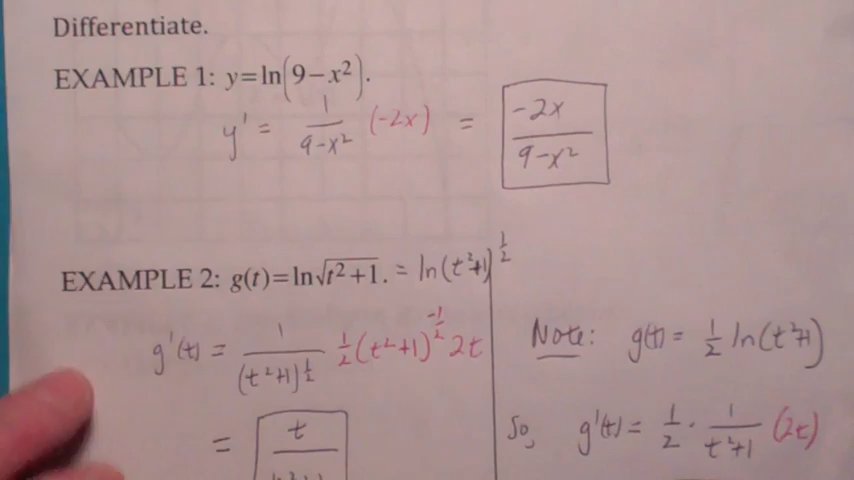 Differentiate.
EXAMPLE 1: y=ln(9−x²).
y' = 1/(9−x²) (−2x) = −2x/(9−x²)
EXAMPLE 2: g(t)=ln√(t²+1). = ln(t²+1)^(1/2)
g'(t) = 1/(t²+1)^(1/2) 1/2 (t²+1)^(−1/2) 2t
= t
Note: g(t) = 1/2 ln(t²+1)
So, g'(t) = 1/2 · 1/(t²+1) (2t)